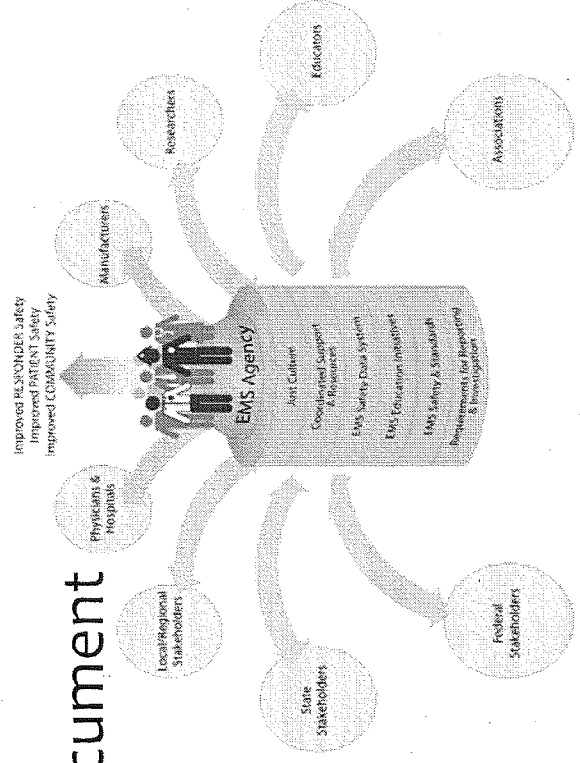 cument
Improved RESPONDER Safety
Improved PATIENT Safety
Improved COMMUNITY Safety
Physicians &
Hospitals
Manufacturers
Local/Regional
Stakeholders
Researchers
State
Stakeholders
Educators
Federal
Stakeholders
Associations
EMS Agency
Just Culture
Coordinated Support
& Resources
EMS Safety Data System
EMS Education Initiatives
EMS Safety & Standards
Requirements for Reporting
& Investigation